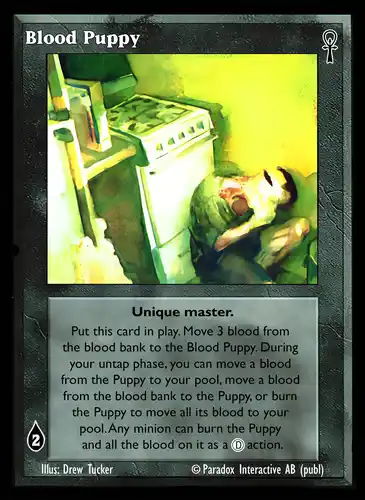 Blood Puppy
Unique master.
Put this card in play. Move 3 blood from
the blood bank to the Blood Puppy. During
your untap phase, you can move a blood
from the Puppy to your pool, move a blood
from the blood bank to the Puppy, or burn
the Puppy to move all its blood to your
pool. Any minion can burn the Puppy
and all the blood on it as a D action.
2
Illus: Drew Tucker
© Paradox Interactive AB (publ)